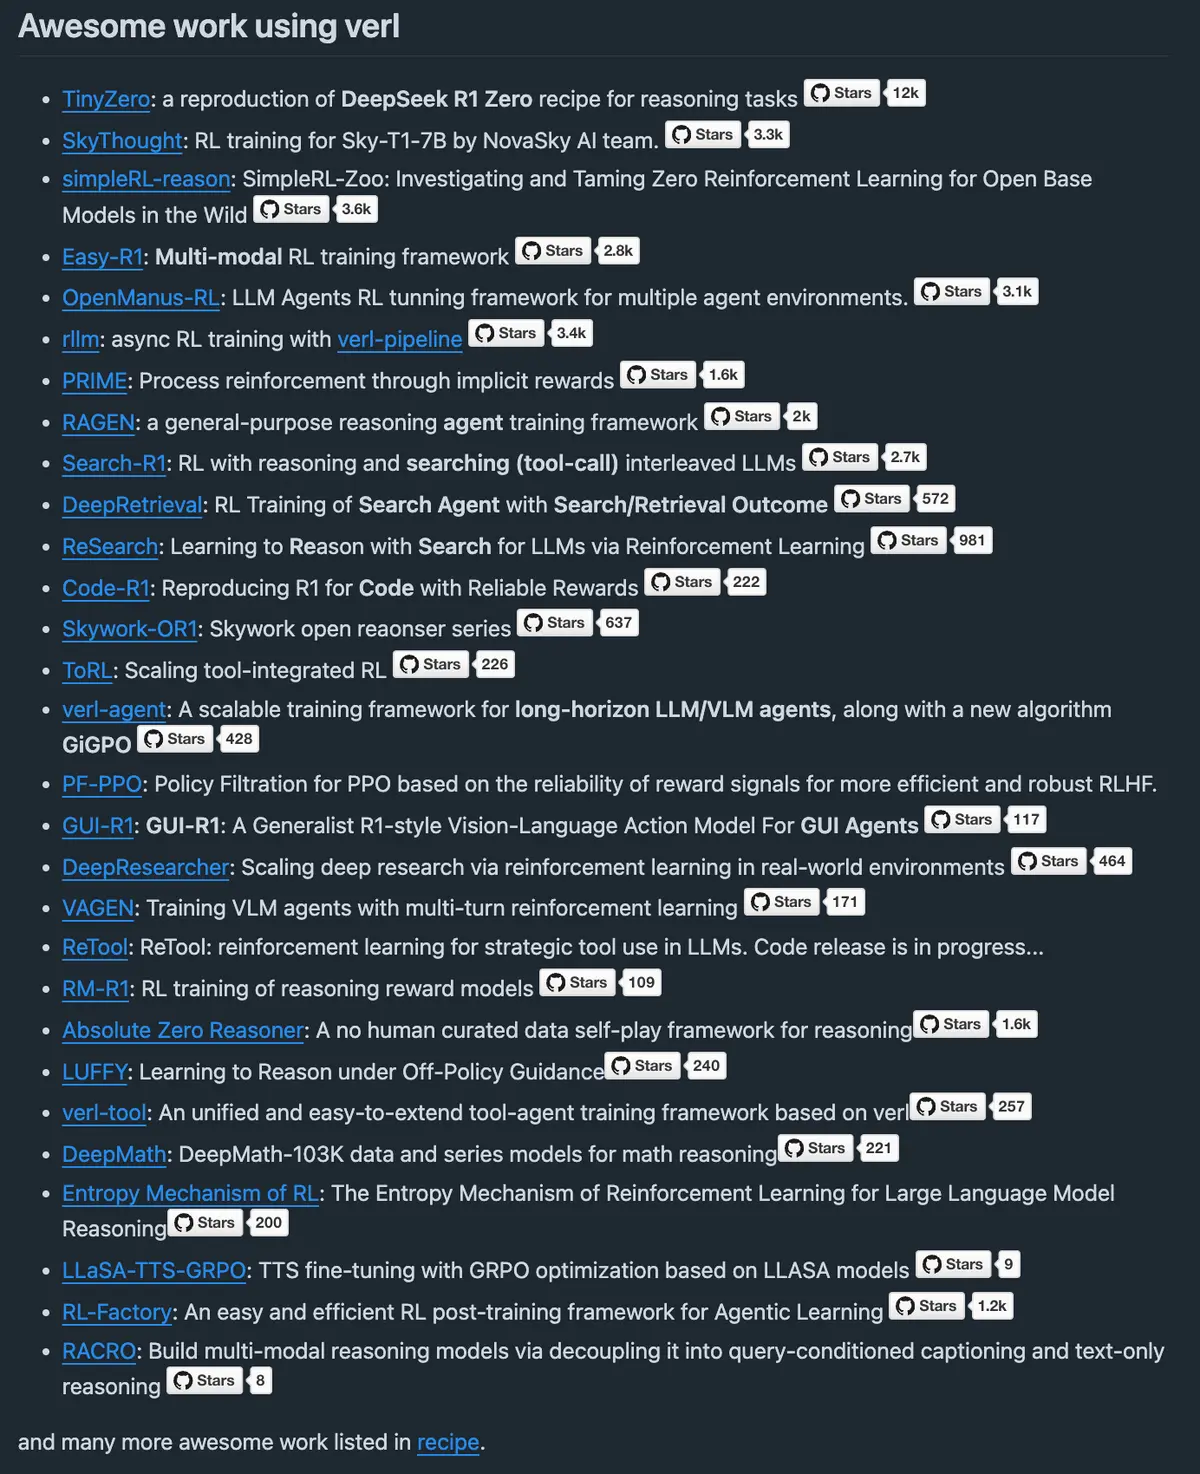 Awesome work using verl
• TinyZero: a reproduction of DeepSeek R1 Zero recipe for reasoning tasks Stars 12k
• SkyThought: RL training for Sky-T1-7B by NovaSky AI team. Stars 3.3k
• simpleRL-reason: SimpleRL-Zoo: Investigating and Taming Zero Reinforcement Learning for Open Base
Models in the Wild Stars 3.6k
• Easy-R1: Multi-modal RL training framework Stars 2.8k
• OpenManus-RL: LLM Agents RL tunning framework for multiple agent environments. Stars 3.1k
• rllm: async RL training with verl-pipeline Stars 3.4k
• PRIME: Process reinforcement through implicit rewards Stars 1.6k
• RAGEN: a general-purpose reasoning agent training framework Stars 2k
• Search-R1: RL with reasoning and searching (tool-call) interleaved LLMs Stars 2.7k
• DeepRetrieval: RL Training of Search Agent with Search/Retrieval Outcome Stars 572
• ReSearch: Learning to Reason with Search for LLMs via Reinforcement Learning Stars 981
• Code-R1: Reproducing R1 for Code with Reliable Rewards Stars 222
• Skywork-OR1: Skywork open reaonser series Stars 637
• ToRL: Scaling tool-integrated RL Stars 226
• verl-agent: A scalable training framework for long-horizon LLM/VLM agents, along with a new algorithm
GiGPO Stars 428
• PF-PPO: Policy Filtration for PPO based on the reliability of reward signals for more efficient and robust RLHF.
• GUI-R1: GUI-R1: A Generalist R1-style Vision-Language Action Model For GUI Agents Stars 117
• DeepResearcher: Scaling deep research via reinforcement learning in real-world environments Stars 464
• VAGEN: Training VLM agents with multi-turn reinforcement learning Stars 171
• ReTool: ReTool: reinforcement learning for strategic tool use in LLMs. Code release is in progress...
• RM-R1: RL training of reasoning reward models Stars 109
• Absolute Zero Reasoner: A no human curated data self-play framework for reasoning Stars 1.6k
• LUFFY: Learning to Reason under Off-Policy Guidance Stars 240
• verl-tool: An unified and easy-to-extend tool-agent training framework based on verl Stars 257
• DeepMath: DeepMath-103K data and series models for math reasoning Stars 221
• Entropy Mechanism of RL: The Entropy Mechanism of Reinforcement Learning for Large Language Model
Reasoning Stars 200
• LLaSA-TTS-GRPO: TTS fine-tuning with GRPO optimization based on LLASA models Stars 9
• RL-Factory: An easy and efficient RL post-training framework for Agentic Learning Stars 1.2k
• RACRO: Build multi-modal reasoning models via decoupling it into query-conditioned captioning and text-only
reasoning Stars 8
and many more awesome work listed in recipe.